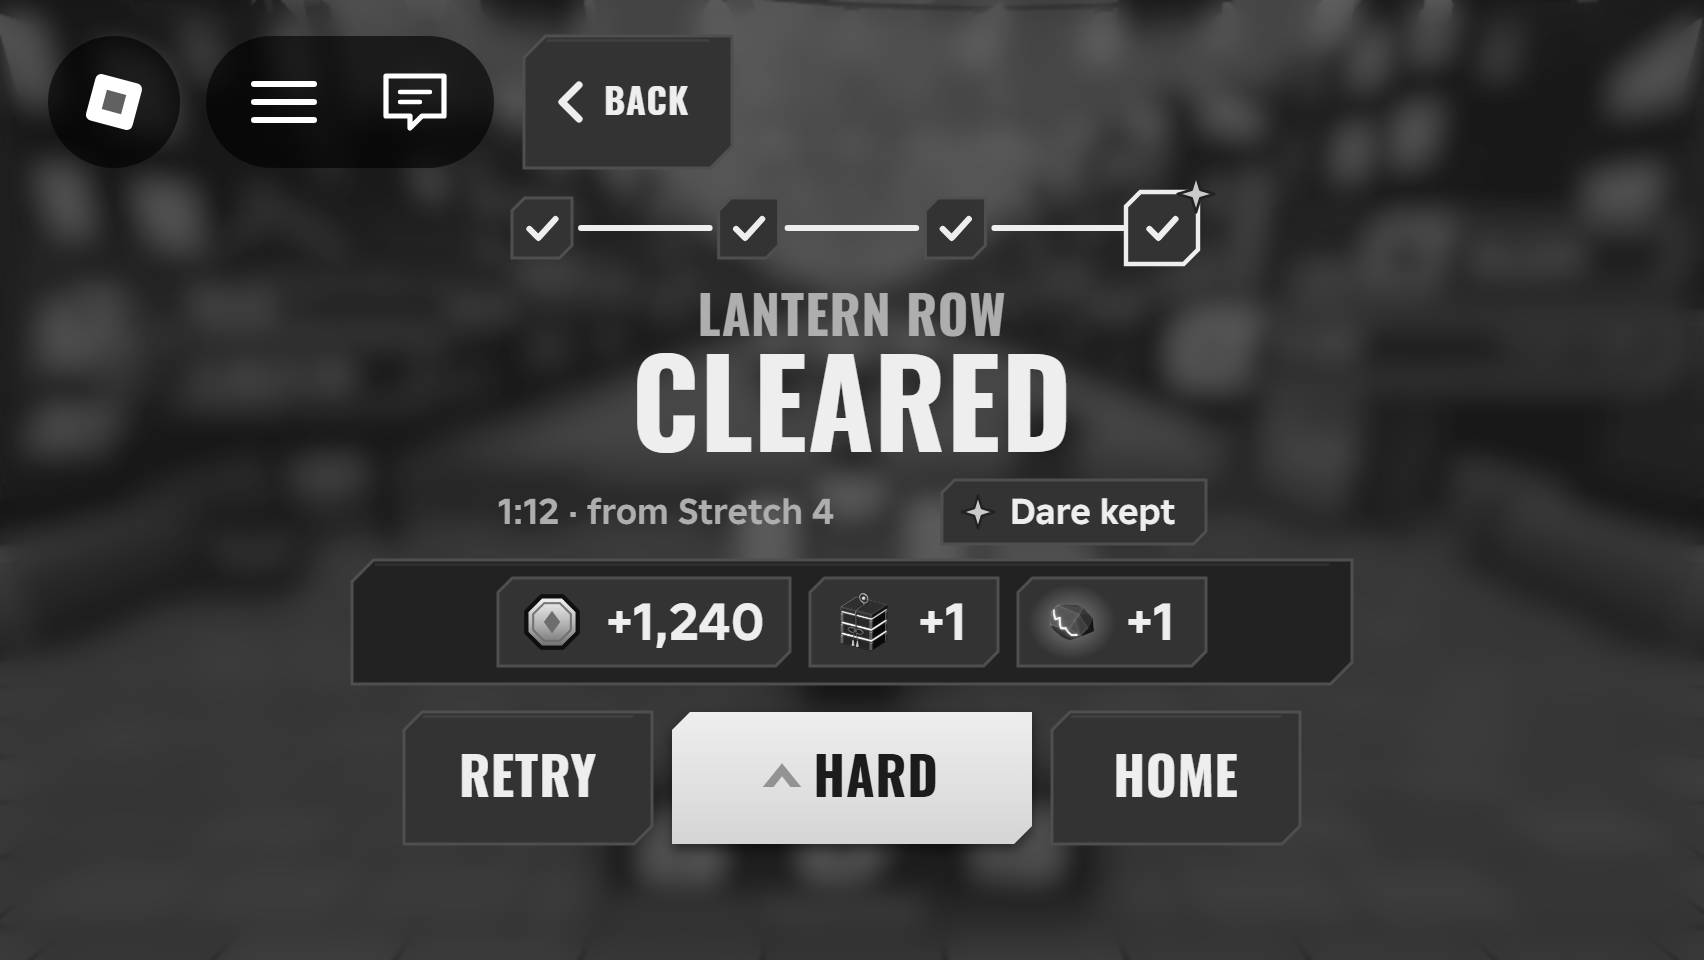 BACK
LANTERN ROW
CLEARED
1:12 · from Stretch 4
Dare kept
+1,240
+1
+1
RETRY
HARD
HOME